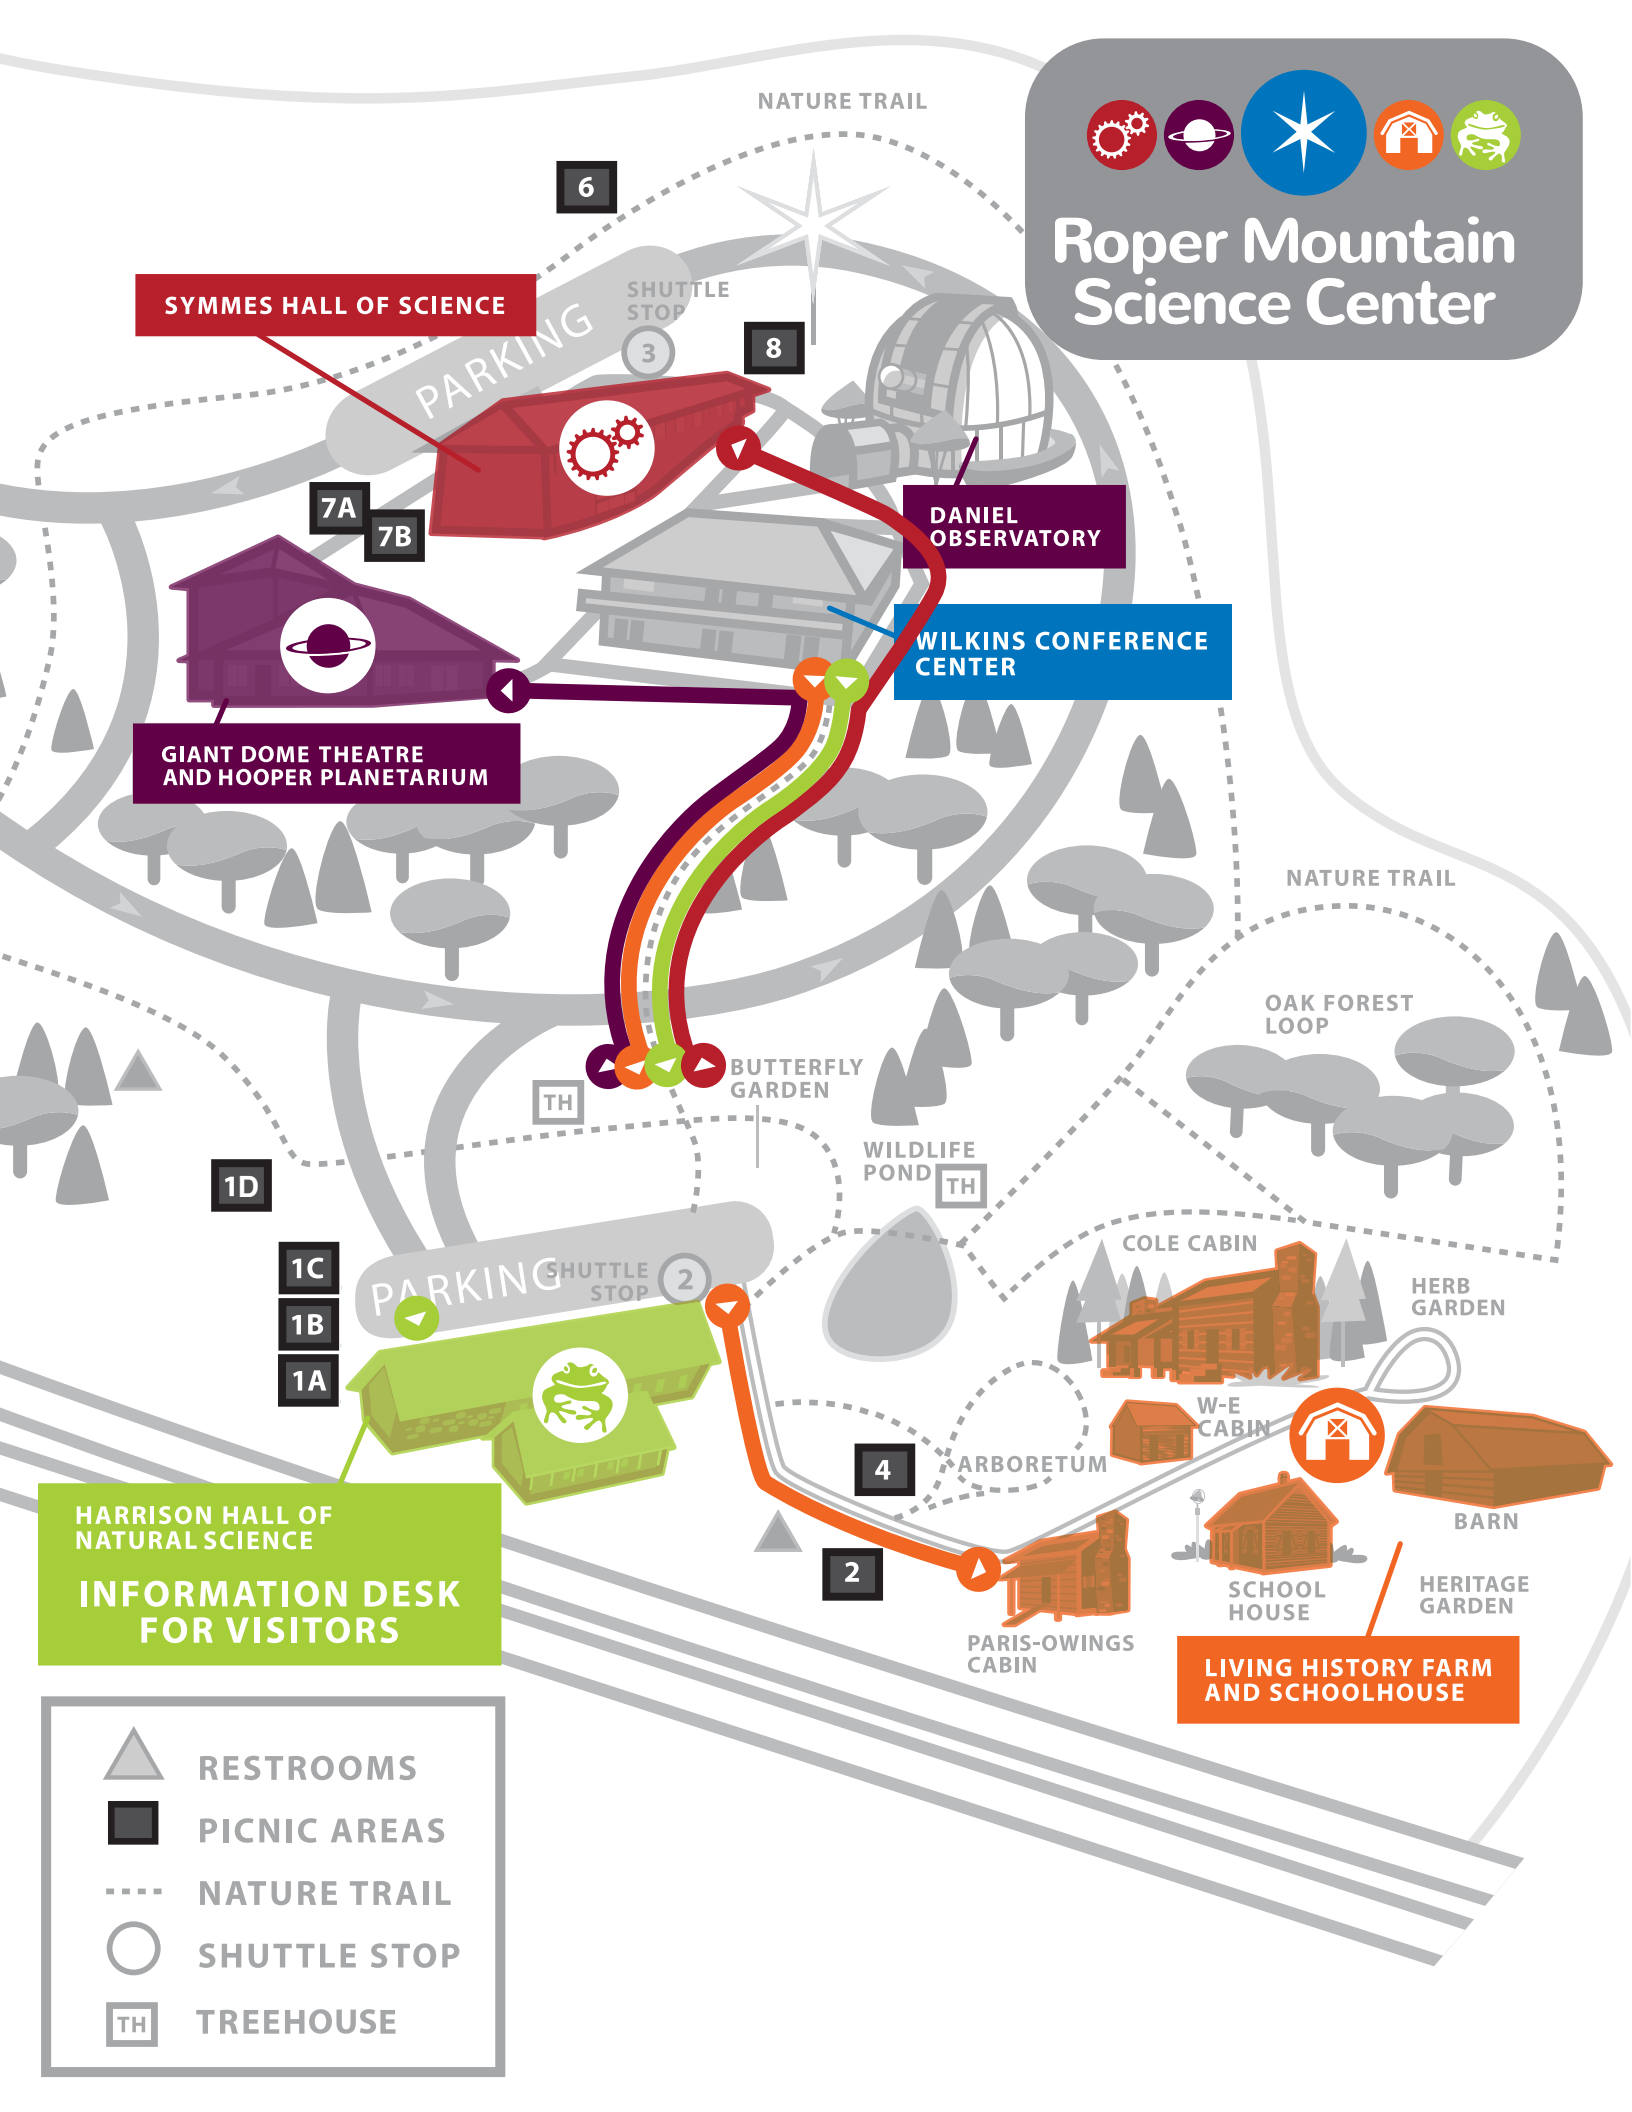 NATURE TRAIL
Roper Mountain
Science Center
6
SYMMES HALL OF SCIENCE
SHUTTLE
STOP
3
PARKING
8
7A
7B
DANIEL
OBSERVATORY
WILKINS CONFERENCE
CENTER
GIANT DOME THEATRE
AND HOOPER PLANETARIUM
NATURE TRAIL
OAK FOREST
LOOP
BUTTERFLY
GARDEN
TH
WILDLIFE
POND
TH
1D
1C
1B
1A
PARKING
SHUTTLE
STOP
2
COLE CABIN
HERB
GARDEN
W-E
CABIN
ARBORETUM
4
2
BARN
SCHOOL
HOUSE
HERITAGE
GARDEN
PARIS-OWINGS
CABIN
LIVING HISTORY FARM
AND SCHOOLHOUSE
HARRISON HALL OF
NATURAL SCIENCE
INFORMATION DESK
FOR VISITORS
RESTROOMS
PICNIC AREAS
NATURE TRAIL
SHUTTLE STOP
TH
TREEHOUSE